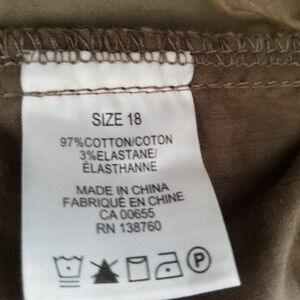 SIZE 18
97%COTTON/COTON
3%ELASTANE/
ÉLASTHANNE
MADE IN CHINA
FABRIQUÉ EN CHINE
CA 00655
RN 138760
P